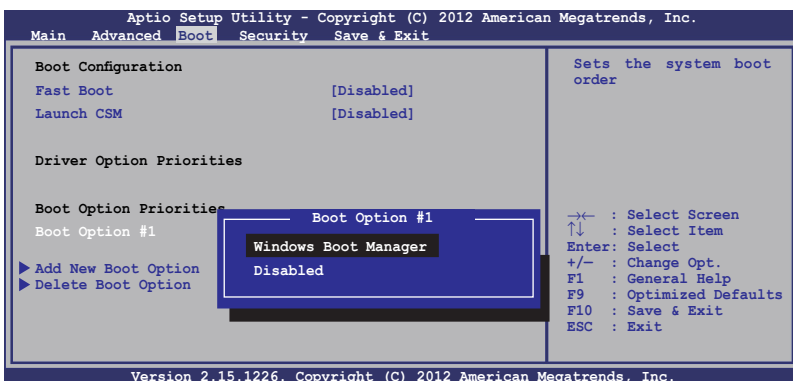 Aptio Setup Utility - Copyright (C) 2012 American Megatrends, Inc.
Main Advanced Boot Security Save & Exit
Boot Configuration
Fast Boot [Disabled]
Launch CSM [Disabled]
Driver Option Priorities
Boot Option Priorities
Boot Option #1
Add New Boot Option
Delete Boot Option
Boot Option #1
Windows Boot Manager
Disabled
Sets the system boot
order
→← : Select Screen
↑↓ : Select Item
Enter: Select
+/— : Change Opt.
F1 : General Help
F9 : Optimized Defaults
F10 : Save & Exit
ESC : Exit
Version 2.15.1226. Copyright (C) 2012 American Megatrends, Inc.